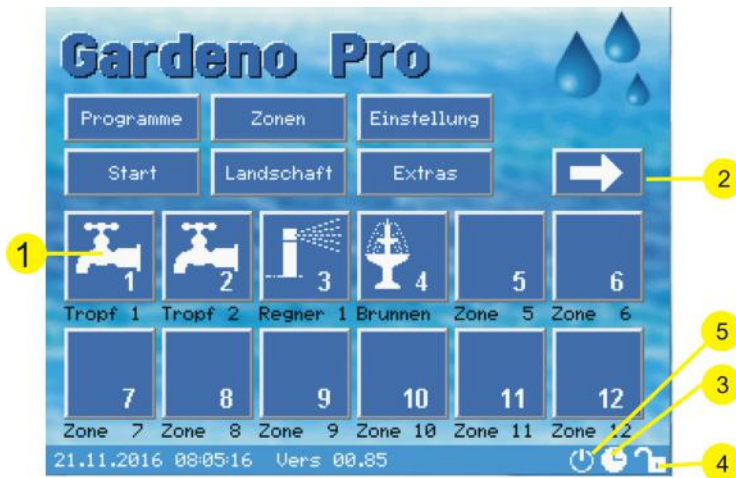 Gardeno Pro
Programme Zonen Einstellung
Start Landschaft Extras
2
1
1 2 3 4 5 6
Tropf 1 Tropf 2 Regner 1 Brunnen Zone 5 Zone 6
5
7 8 9 10 11 12
3
Zone 7 Zone 8 Zone 9 Zone 10 Zone 11 Zone 12
21.11.2016 08:05:16 Vers 00.85
4